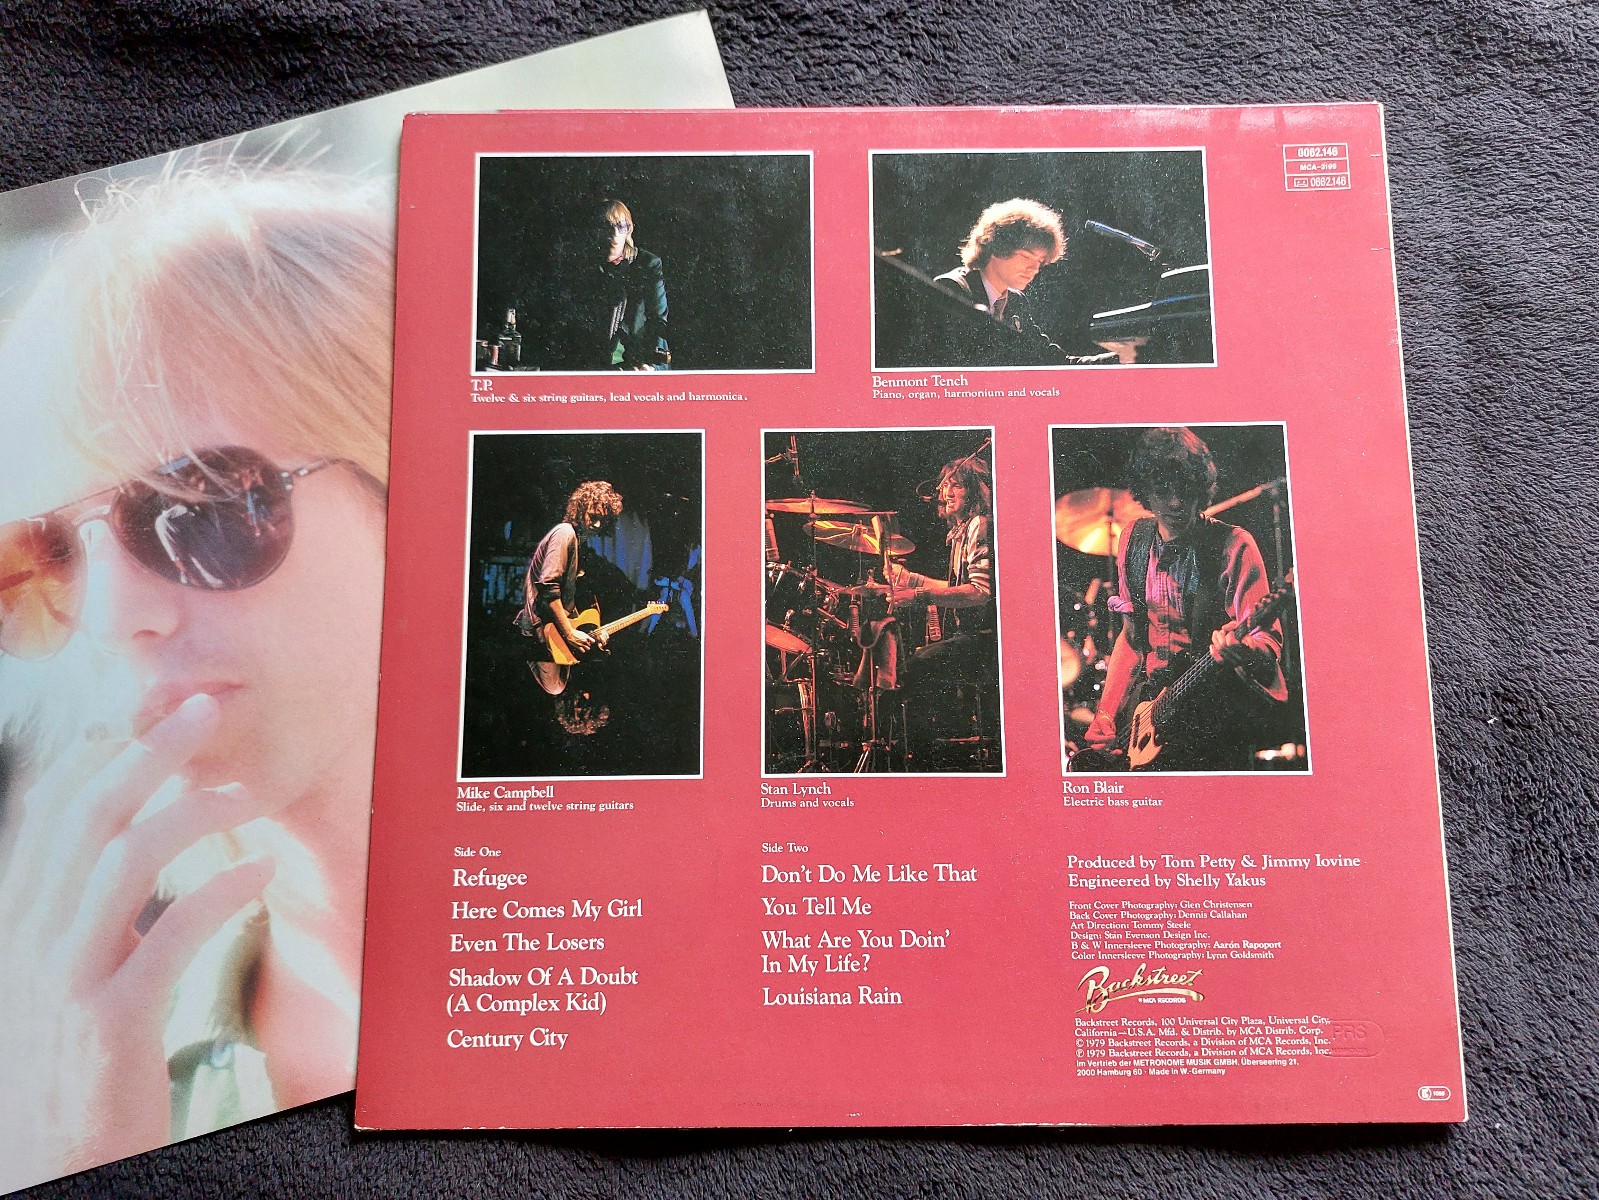 0062.146
MCA-3199
0662.146
T.P.
Twelve & six string guitars, lead vocals and harmonica.
Benmont Tench
Piano, organ, harmonium and vocals
Mike Campbell
Slide, six and twelve string guitars
Stan Lynch
Drums and vocals
Ron Blair
Electric bass guitar
Side One
Refugee
Here Comes My Girl
Even The Losers
Shadow Of A Doubt
(A Complex Kid)
Century City
Side Two
Don't Do Me Like That
You Tell Me
What Are You Doin'
In My Life?
Louisiana Rain
Produced by Tom Petty & Jimmy Iovine
Engineered by Shelly Yakus
Front Cover Photography: Glen Christensen
Back Cover Photography: Dennis Callahan
Art Direction: Tommy Steele
Design: Stan Evenson Design Inc.
B & W Innersleeve Photography: Aarón Rapoport
Color Innersleeve Photography: Lynn Goldsmith
Backstreet
MCA RECORDS
Backstreet Records, 100 Universal City Plaza, Universal City,
California—U.S.A. Mfd. & Distrib. by MCA Distrib. Corp.
© 1979 Backstreet Records, a Division of MCA Records, Inc.
℗ 1979 Backstreet Records, a Division of MCA Records, Inc.
Im Vertrieb der METRONOME MUSIK GMBH, Überseering 21,
2000 Hamburg 60 · Made in W.-Germany
PRS